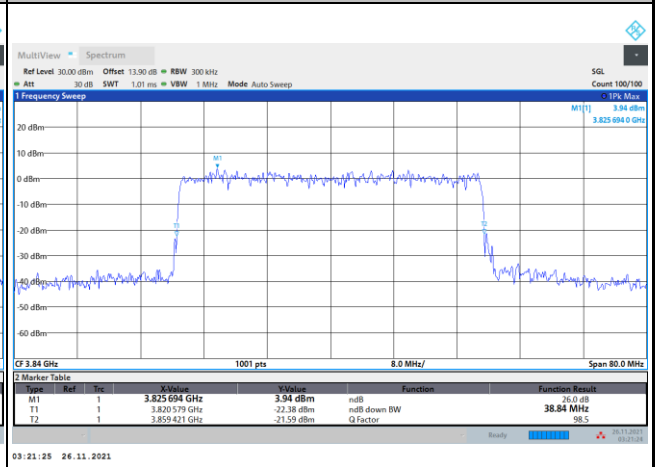 MultiView Spectrum
Ref Level 30.00 dBm Offset 13.90 dB RBW 300 kHz SGL
Att 30 dB SWT 1.01 ms VBW 1 MHz Mode Auto Sweep Count 100/100
1 Frequency Sweep 1Pk Max
M1[1] 3.94 dBm
3.825 694 0 GHz
20 dBm
10 dBm
M1
0 dBm
-10 dBm
-20 dBm
T1
T2
-30 dBm
-40 dBm
-50 dBm
-60 dBm
CF 3.84 GHz 1001 pts 8.0 MHz/ Span 80.0 MHz
2 Marker Table
Type Ref Trc X-Value Y-Value Function Function Result
M1 1 3.825 694 GHz 3.94 dBm ndB 26.0 dB
T1 1 3.820 579 GHz -22.38 dBm ndB down BW 38.84 MHz
T2 1 3.859 421 GHz -21.59 dBm Q Factor 98.5
Ready 26.11.2021
03:21:24
03:21:25 26.11.2021